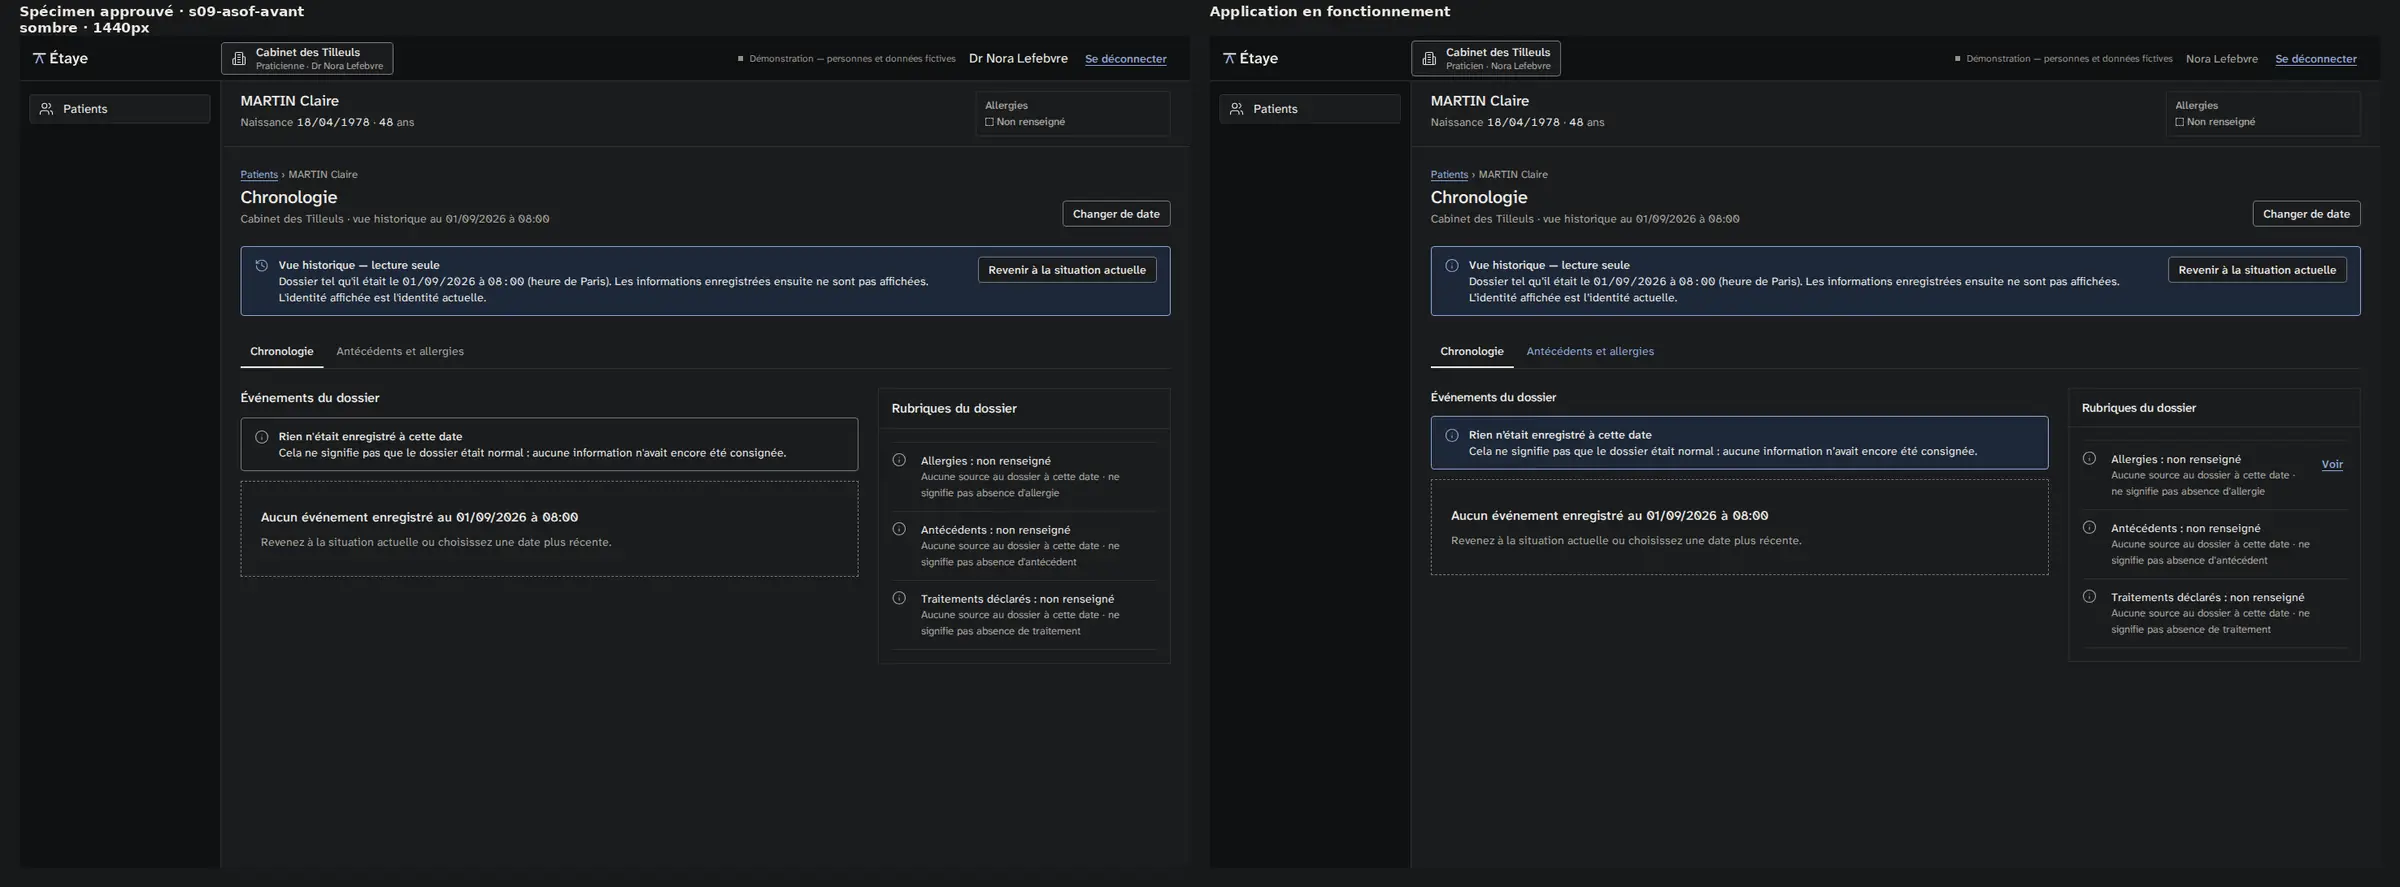 Spécimen approuvé · s09-asof-avant
sombre · 1440px
Étaye
Cabinet des Tilleuls
Praticienne · Dr Nora Lefebvre
Démonstration — personnes et données fictives
Dr Nora Lefebvre
Se déconnecter
Patients
MARTIN Claire
Naissance 18/04/1978 · 48 ans
Allergies
Non renseigné
Patients › MARTIN Claire
Chronologie
Cabinet des Tilleuls · vue historique au 01/09/2026 à 08:00
Changer de date
Vue historique — lecture seule
Dossier tel qu'il était le 01/09/2026 à 08:00 (heure de Paris). Les informations enregistrées ensuite ne sont pas affichées.
L'identité affichée est l'identité actuelle.
Revenir à la situation actuelle
Chronologie
Antécédents et allergies
Événements du dossier
Rien n'était enregistré à cette date
Cela ne signifie pas que le dossier était normal : aucune information n'avait encore été consignée.
Aucun événement enregistré au 01/09/2026 à 08:00
Revenez à la situation actuelle ou choisissez une date plus récente.
Rubriques du dossier
Allergies : non renseigné
Aucune source au dossier à cette date · ne
signifie pas absence d'allergie
Antécédents : non renseigné
Aucune source au dossier à cette date · ne
signifie pas absence d'antécédent
Traitements déclarés : non renseigné
Aucune source au dossier à cette date · ne
signifie pas absence de traitement
Application en fonctionnement
Étaye
Cabinet des Tilleuls
Praticien · Nora Lefebvre
Démonstration — personnes et données fictives
Nora Lefebvre
Se déconnecter
Patients
MARTIN Claire
Naissance 18/04/1978 · 48 ans
Allergies
Non renseigné
Patients › MARTIN Claire
Chronologie
Cabinet des Tilleuls · vue historique au 01/09/2026 à 08:00
Changer de date
Vue historique — lecture seule
Dossier tel qu'il était le 01/09/2026 à 08:00 (heure de Paris). Les informations enregistrées ensuite ne sont pas affichées.
L'identité affichée est l'identité actuelle.
Revenir à la situation actuelle
Chronologie
Antécédents et allergies
Événements du dossier
Rien n'était enregistré à cette date
Cela ne signifie pas que le dossier était normal : aucune information n'avait encore été consignée.
Aucun événement enregistré au 01/09/2026 à 08:00
Revenez à la situation actuelle ou choisissez une date plus récente.
Rubriques du dossier
Allergies : non renseigné
Aucune source au dossier à cette date ·
ne signifie pas absence d'allergie
Voir
Antécédents : non renseigné
Aucune source au dossier à cette date · ne
signifie pas absence d'antécédent
Traitements déclarés : non renseigné
Aucune source au dossier à cette date · ne
signifie pas absence de traitement